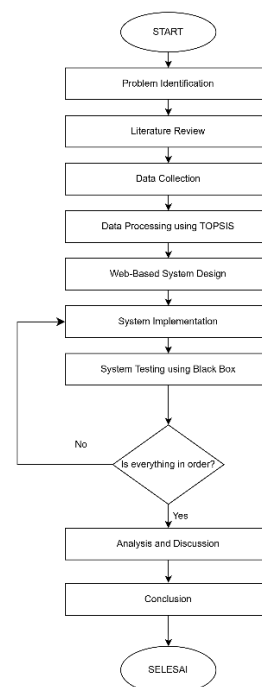 START
Problem Identification
Literature Review
Data Collection
Data Processing using TOPSIS
Web-Based System Design
System Implementation
System Testing using Black Box
No
Is everything in order?
Yes
Analysis and Discussion
Conclusion
SELESAI